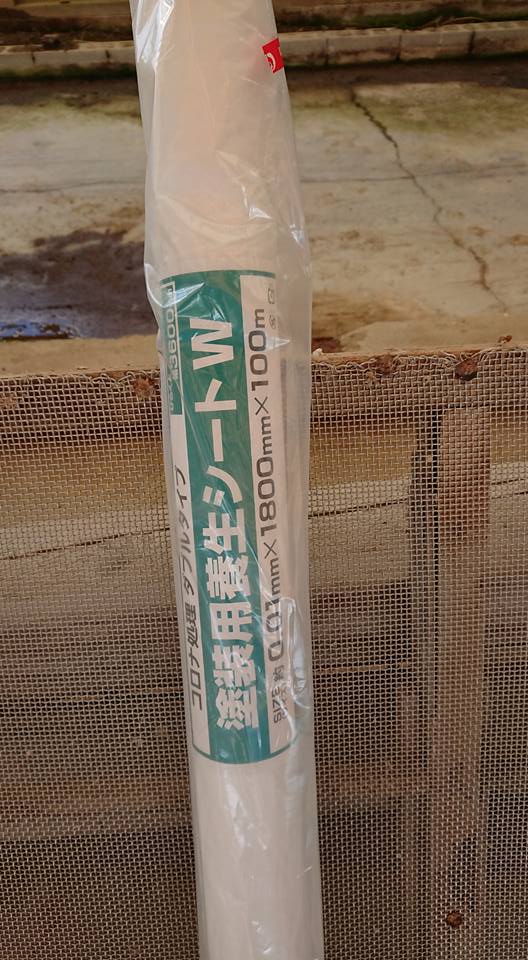 コロナ処理 ダブルタイプ
塗装用養生シートW
SIZE 約 0.01mm×1800mm×100m